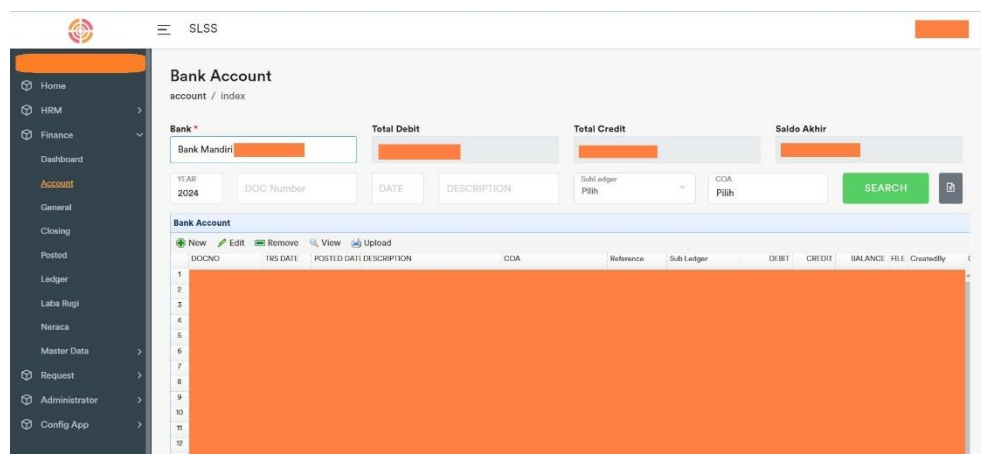 SLSS
Home
HRM
Finance
Dashboard
Account
General
Closing
Posted
Ledger
Laba Rugi
Neraca
Master Data
Request
Administrator
Config App
Bank Account
account / index
Bank * Total Debit Total Credit Saldo Akhir
Bank Mandiri
YEAR SubLedger COA
2024 DOC Number DATE DESCRIPTION Pilih Pilih SEARCH
Bank Account
New Edit Remove View Upload
DOCNO TRS DATE POSTED DATI DESCRIPTION COA Reference Sub Ledger DEBIT CREDIT BALANCE FILE CreatedBy
1
2
3
4
5
6
7
8
9
10
11
12